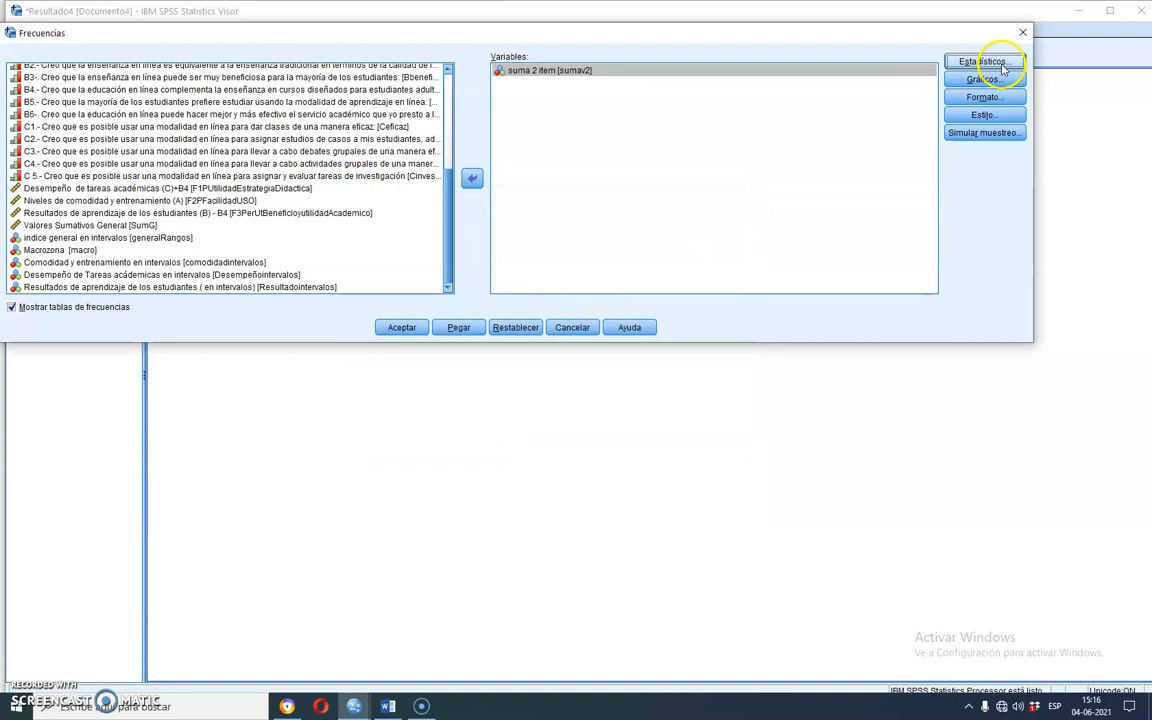 *Resultado4 [Documento4] - IBM SPSS Statistics Visor
Frecuencias
Variables:
B2.- Creo que la enseñanza en línea es equivalente a la enseñanza tradicional en términos de la calidad de l...
B3-. Creo que la enseñanza en línea puede ser muy beneficiosa para la mayoría de los estudiantes: [Bbenefi...
B4.- Creo que la educación en línea complementa la enseñanza en cursos diseñados para estudiantes adult...
B5.- Creo que la mayoría de los estudiantes prefiere estudiar usando la modalidad de aprendizaje en línea: [...
B6-. Creo que la educación en línea puede hacer mejor y más efectivo el servicio académico que yo presto a l...
C1.- Creo que es posible usar una modalidad en línea para dar clases de una manera eficaz: [Ceficaz]
C2.- Creo que es posible usar una modalidad en línea para asignar estudios de casos a mis estudiantes, ad...
C3.- Creo que es posible usar una modalidad en línea para llevar a cabo debates grupales de una manera ef...
C4.- Creo que es posible usar una modalidad en línea para llevar a cabo actividades grupales de una maner...
C 5.- Creo que es posible usar una modalidad en línea para asignar y evaluar tareas de investigación [Cinves...
Desempeño de tareas académicas (C)+B4 [F1PUtilidadEstrategiaDidactica]
Niveles de comodidad y entrenamiento (A) [F2PFacilidadUSO]
Resultados de aprendizaje de los estudiantes (B) - B4 [F3PerUtBeneficioyutilidadAcademico]
Valores Sumativos General [SumG]
indice general en intervalos [generalRangos]
Macrozona [macro]
Comodidad y entrenamiento en intervalos [comodidadintervalos]
Desempeño de Tareas acádemicas en intervalos [Desempeñointervalos]
Resultados de aprendizaje de los estudiantes ( en intervalos) [Resultadointervalos]
suma 2 item [sumav2]
Estadísticos...
Gráficos...
Formato...
Estilo...
Simular muestreo...
Mostrar tablas de frecuencias
Aceptar
Pegar
Restablecer
Cancelar
Ayuda
Activar Windows
Ve a Configuración para activar Windows.
IBM SPSS Statistics Processor está listo
Unicode:ON
RECORDED WITH
SCREENCAST MATIC
Escribe aquí para buscar
ESP
15:16
04-06-2021